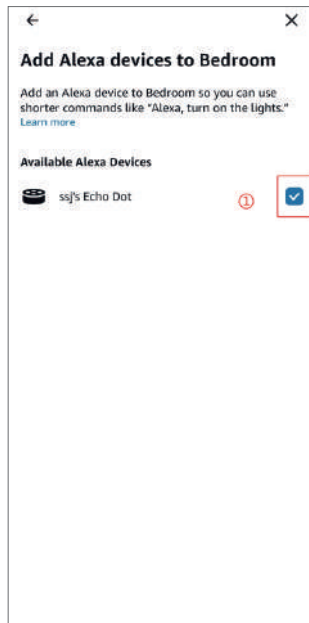 Add Alexa devices to Bedroom
Add an Alexa device to Bedroom so you can use
shorter commands like "Alexa, turn on the lights."
Learn more
Available Alexa Devices
ssj's Echo Dot
①